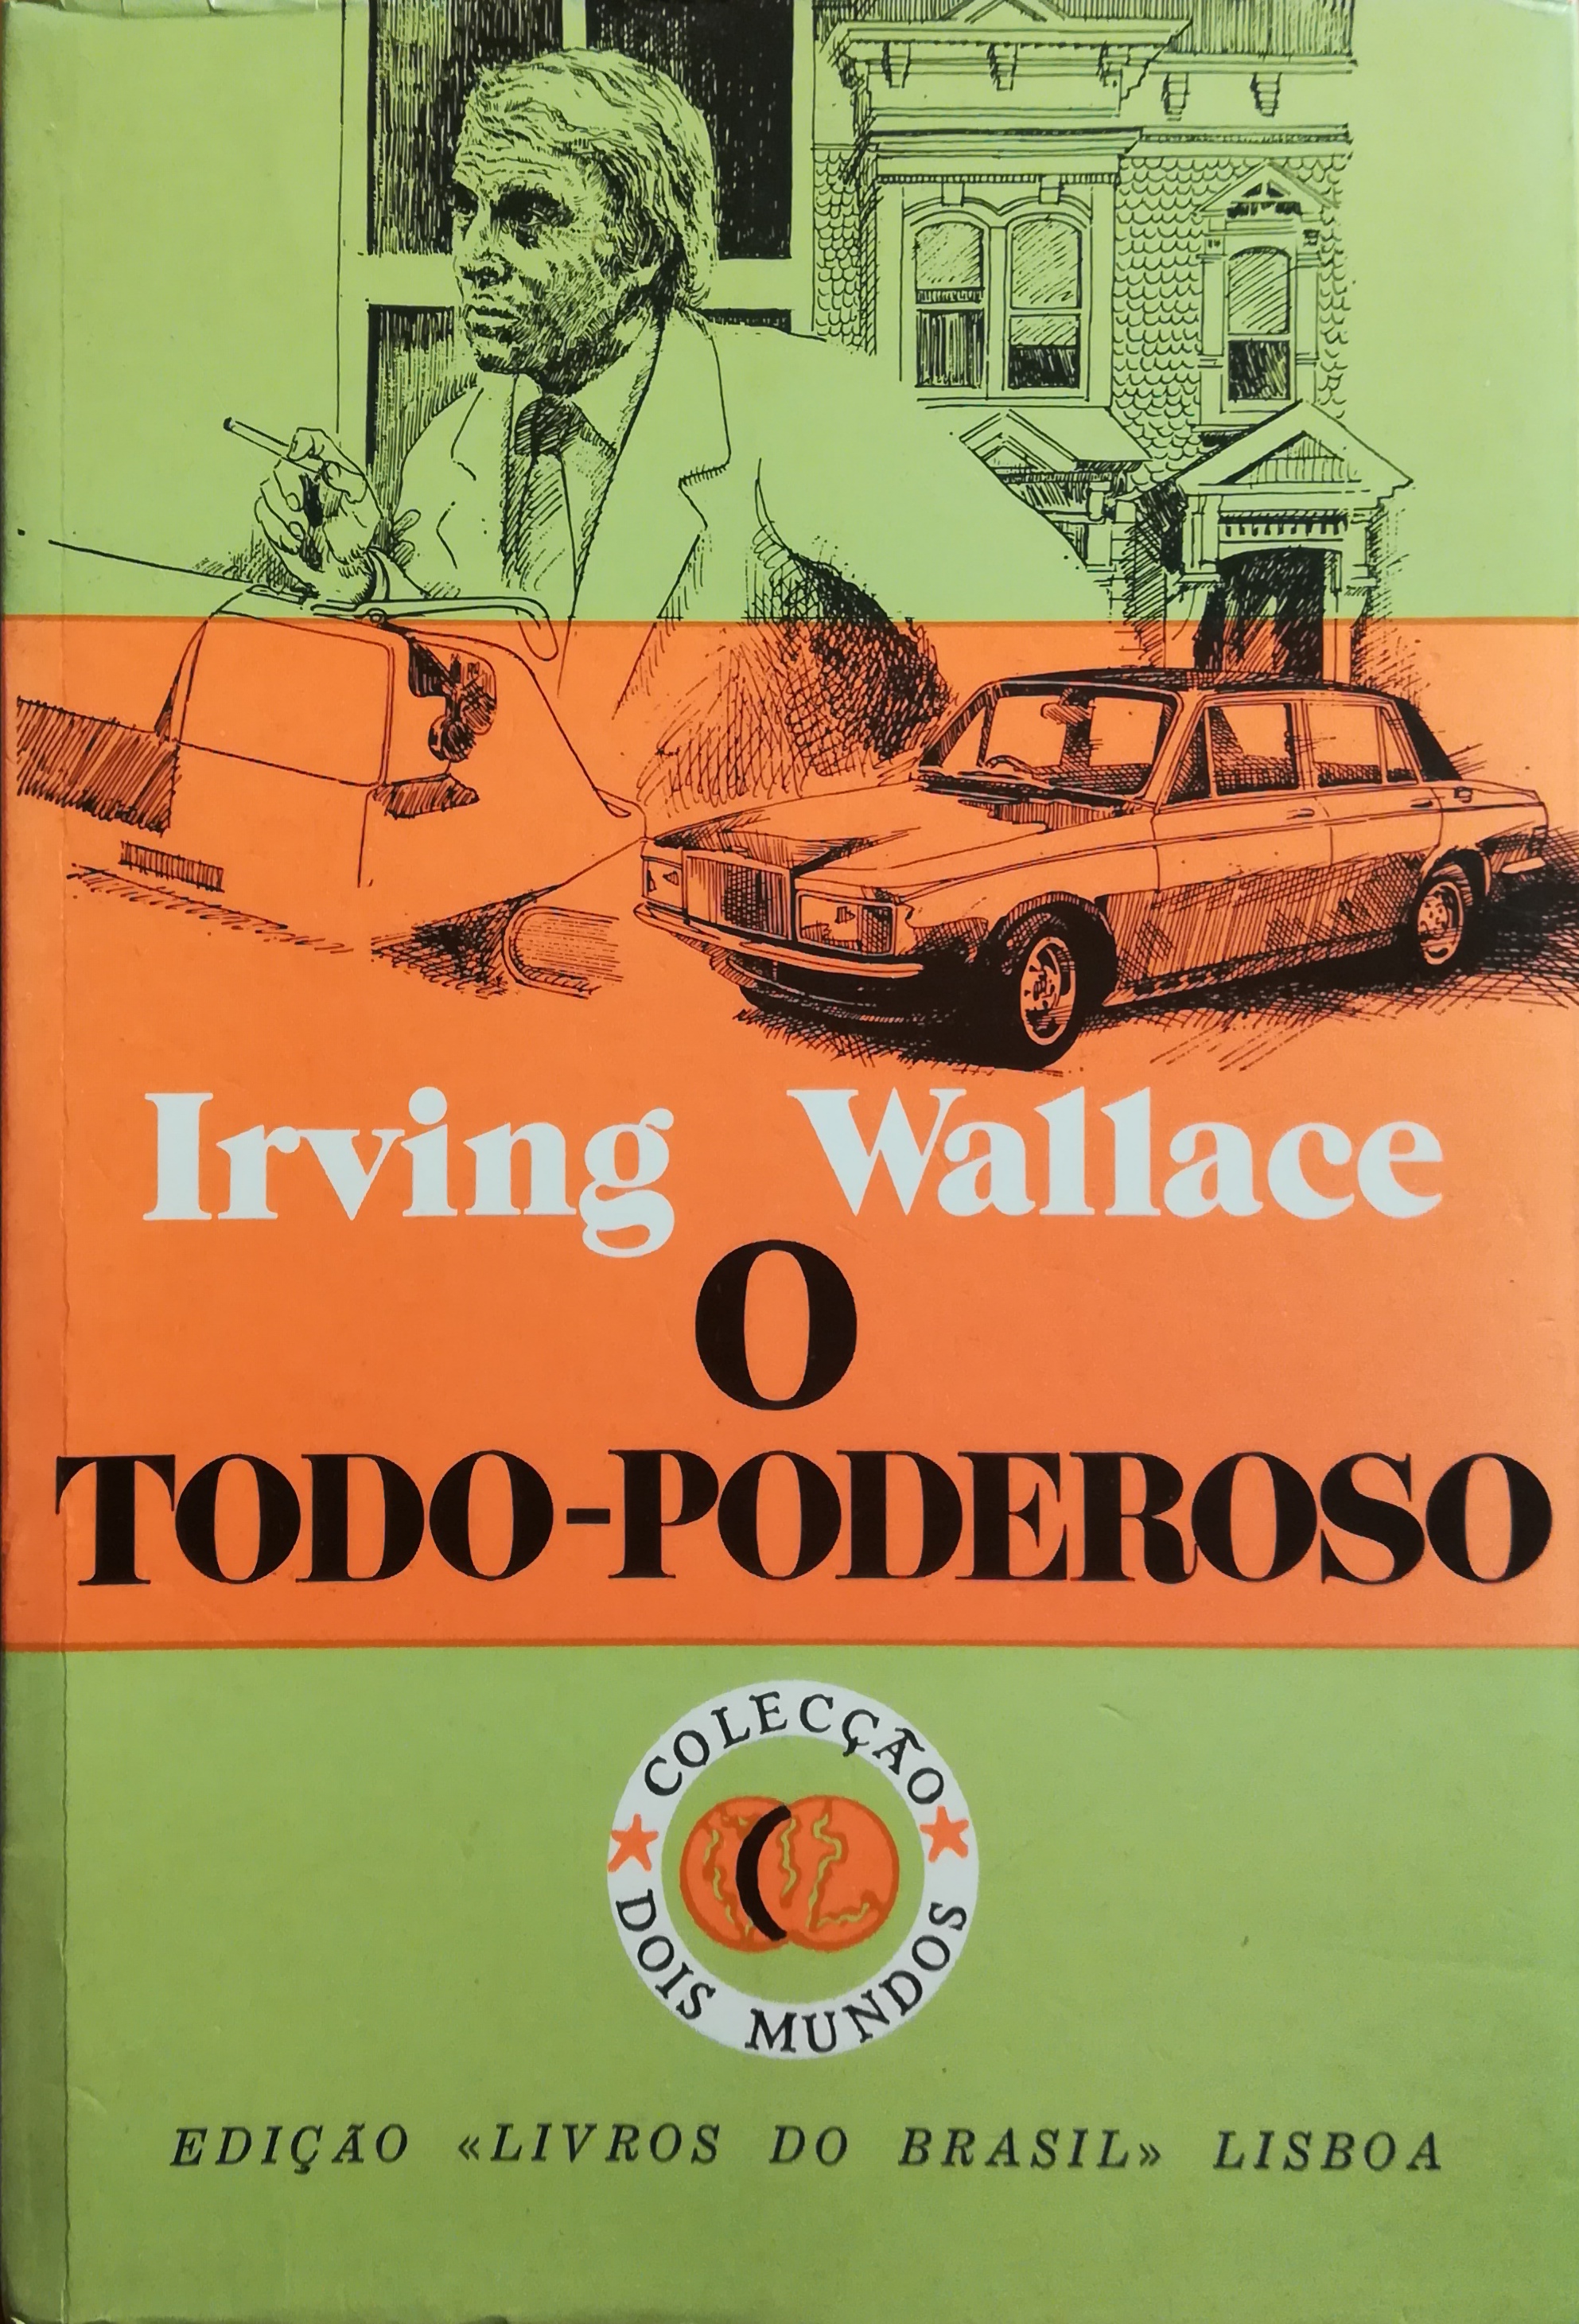 Irving Wallace
O
TODO-PODEROSO
COLECÇÃO
DOIS MUNDOS
EDIÇÃO «LIVROS DO BRASIL» LISBOA